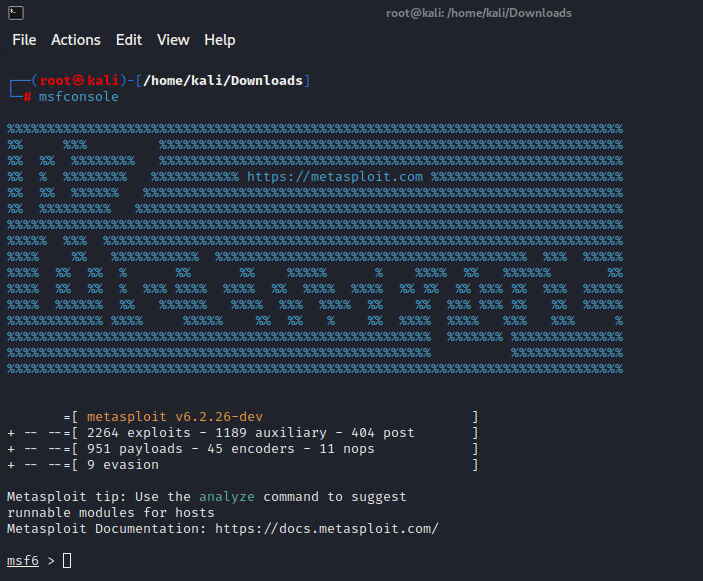 root@kali: /home/kali/Downloads
File Actions Edit View Help
┌──(root㉿kali)-[/home/kali/Downloads]
└─# msfconsole
https://metasploit.com
=[ metasploit v6.2.26-dev ]
+ -- --=[ 2264 exploits - 1189 auxiliary - 404 post ]
+ -- --=[ 951 payloads - 45 encoders - 11 nops ]
+ -- --=[ 9 evasion ]
Metasploit tip: Use the analyze command to suggest
runnable modules for hosts
Metasploit Documentation: https://docs.metasploit.com/
msf6 >